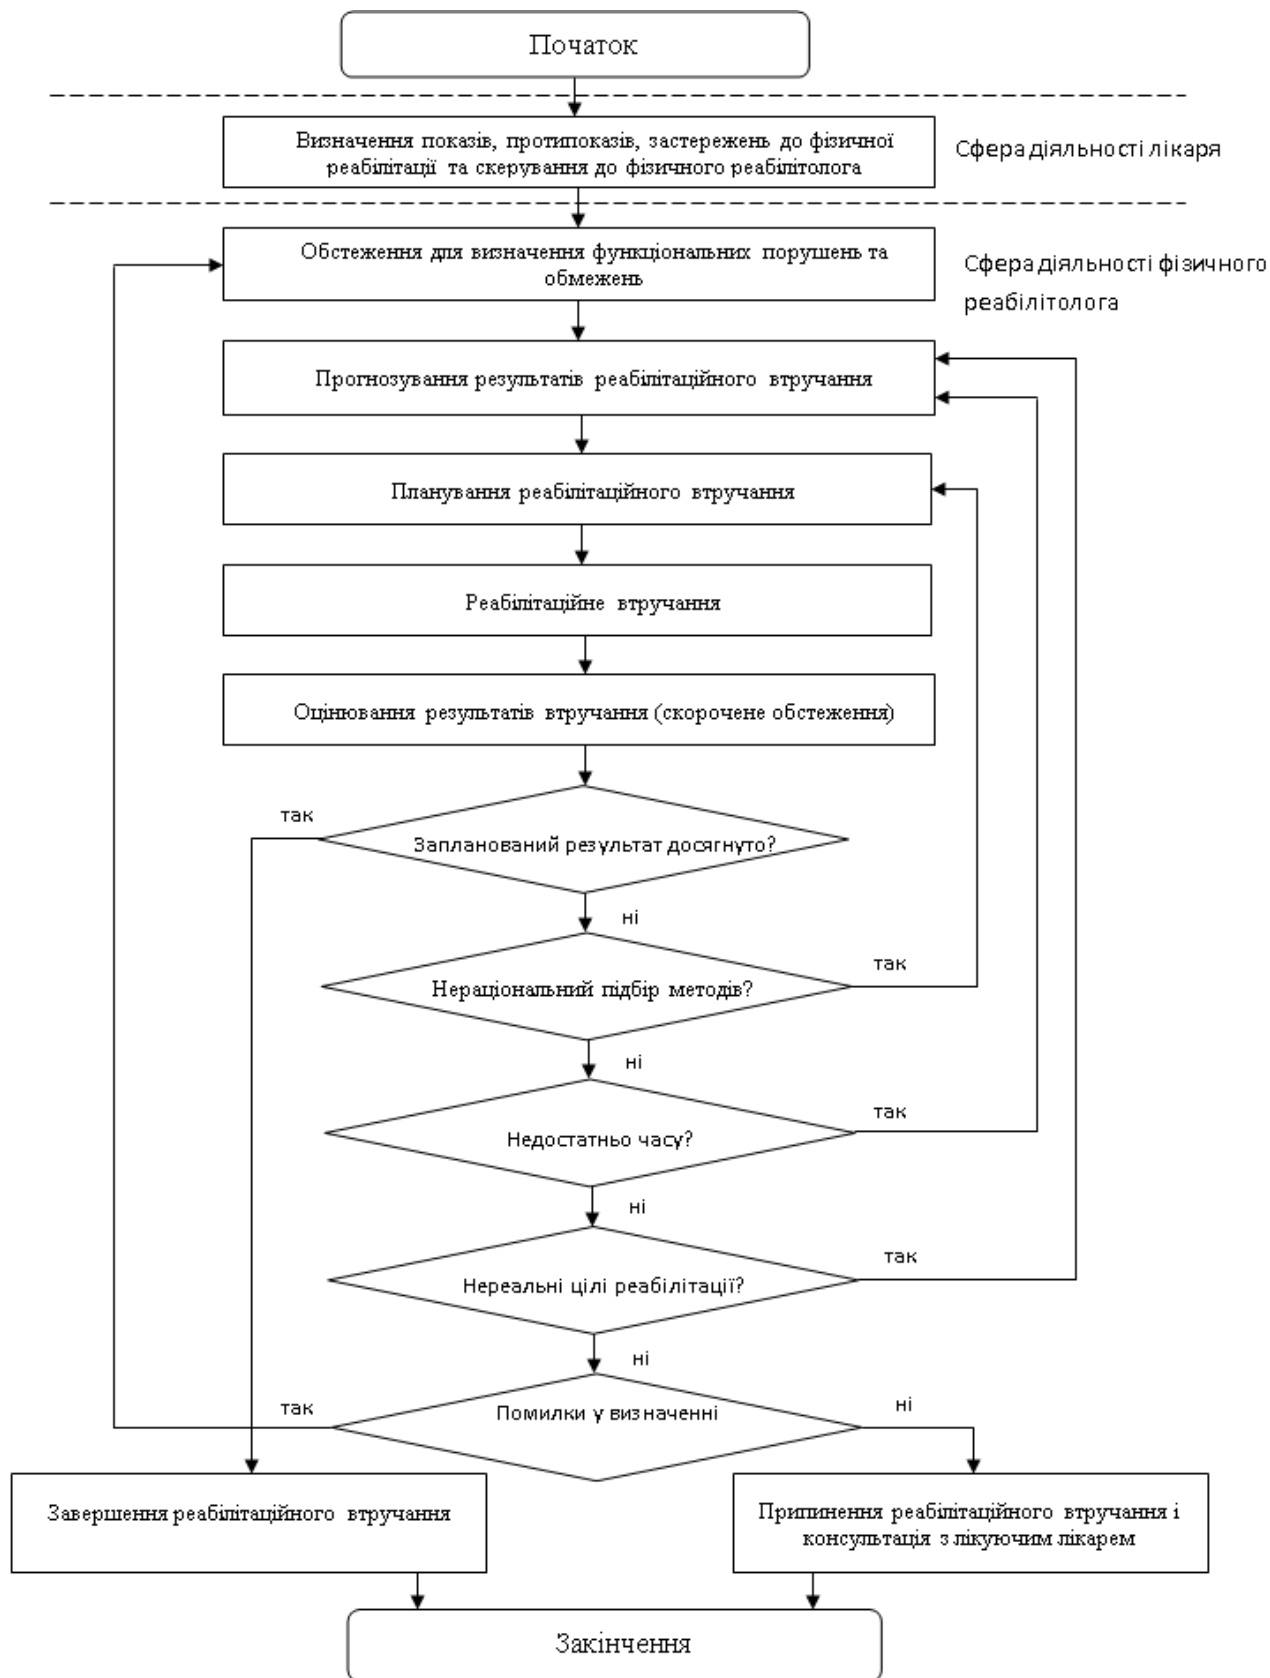 Початок
Визначення показів, протипоказів, застережень до фізичної
реабілітації та скерування до фізичного реабілітолога
Сфера діяльності лікаря
Обстеження для визначення функціональних порушень та
обмежень
Сфера діяльності фізичного
реабілітолога
Прогнозування результатів реабілітаційного втручання
Планування реабілітаційного втручання
Реабілітаційне втручання
Оцінювання результатів втручання (скорочене обстеження)
так
Запланований результат досягнуто?
ні
так
Нераціональний підбір методів?
ні
так
Недостатньо часу?
ні
так
Нереальні цілі реабілітації?
ні
так
Помилки у визначенні
ні
Завершення реабілітаційного втручання
Припинення реабілітаційного втручання і
консультація з лікуючим лікарем
Закінчення